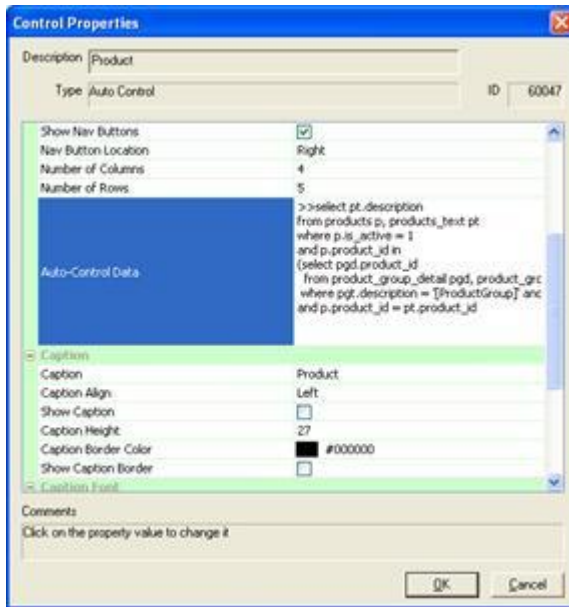 Control Properties
Description Product
Type Auto Control ID 60047
Show Nav Buttons
Nav Button Location Right
Number of Columns 4
Number of Rows 5
Auto-Control Data
>>select pt.description
from products p, products_text pt
where p.is_active = 1
and p.product_id in
(select pgd.product_id
from product_group_detail pgd, product_grc
where pgt.description = '[ProductGroup]' anc
and p.product_id = pt.product_id
Caption
Caption Product
Caption Align Left
Show Caption
Caption Height 27
Caption Border Color #000000
Show Caption Border
Caption Font
Comments
Click on the property value to change it
OK Cancel